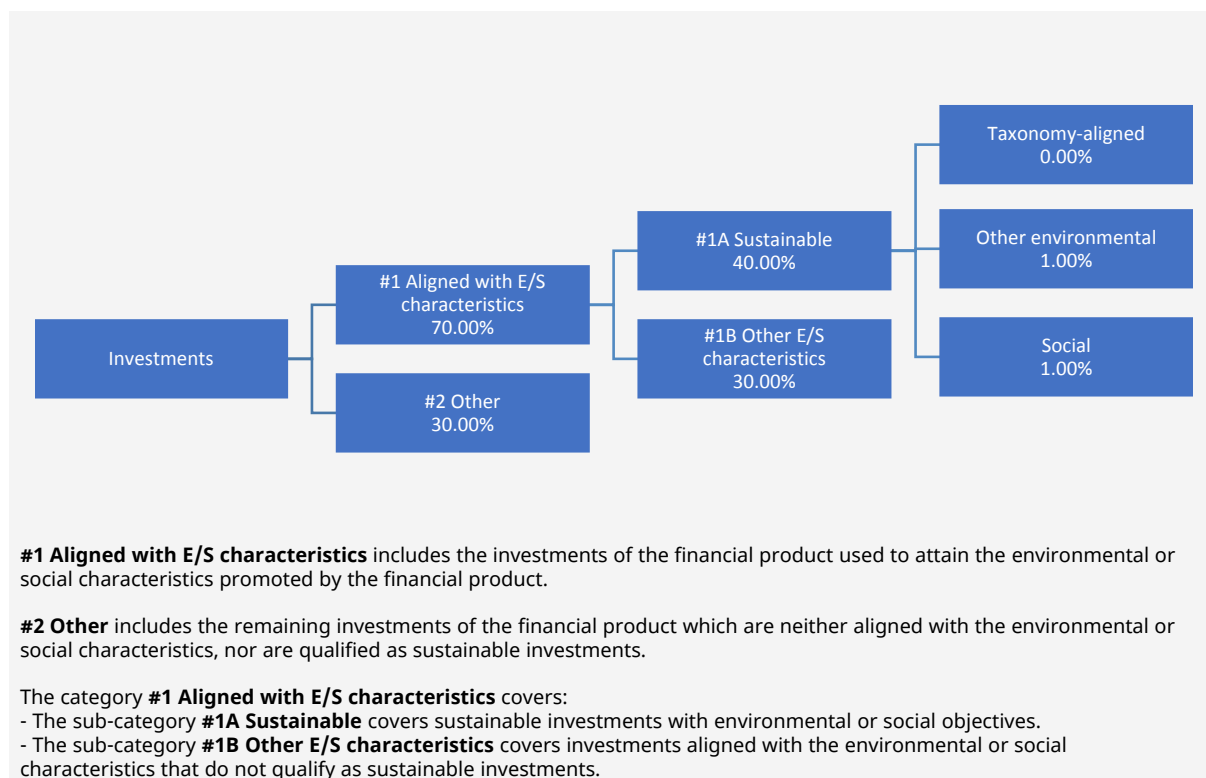 Investments
#1 Aligned with E/S
characteristics
70.00%
#2 Other
30.00%
#1A Sustainable
40.00%
#1B Other E/S
characteristics
30.00%
Taxonomy-aligned
0.00%
Other environmental
1.00%
Social
1.00%
#1 Aligned with E/S characteristics includes the investments of the financial product used to attain the environmental or
social characteristics promoted by the financial product.
#2 Other includes the remaining investments of the financial product which are neither aligned with the environmental or
social characteristics, nor are qualified as sustainable investments.
The category #1 Aligned with E/S characteristics covers:
- The sub-category #1A Sustainable covers sustainable investments with environmental or social objectives.
- The sub-category #1B Other E/S characteristics covers investments aligned with the environmental or social
characteristics that do not qualify as sustainable investments.